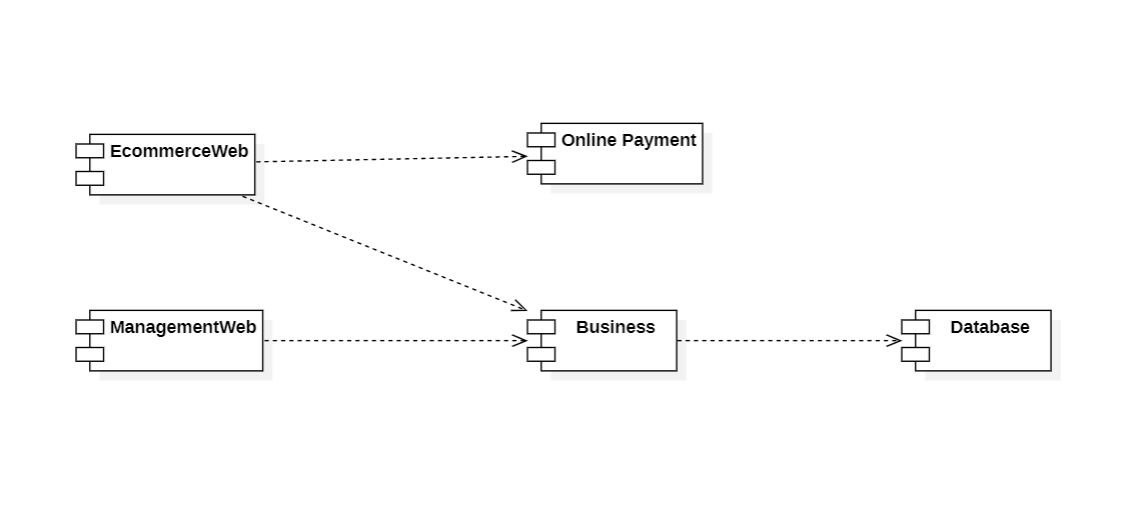 EcommerceWeb
Online Payment
ManagementWeb
Business
Database